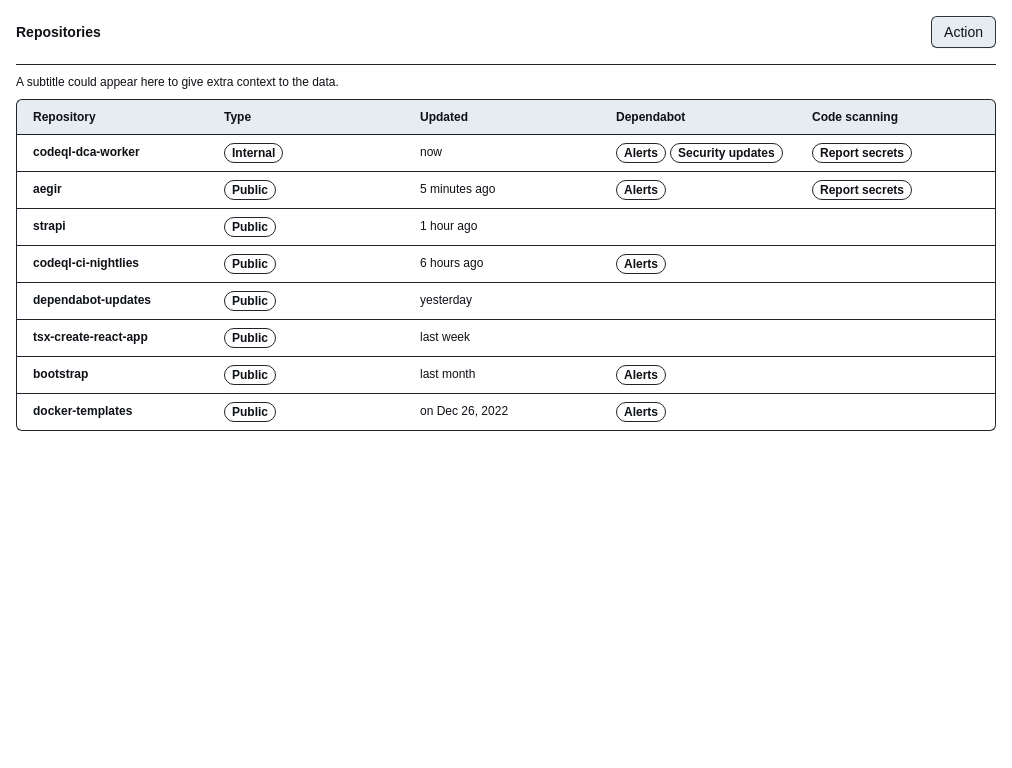 Repositories
Action
A subtitle could appear here to give extra context to the data.
Repository Type Updated Dependabot Code scanning
codeql-dca-worker Internal now Alerts Security updates Report secrets
aegir Public 5 minutes ago Alerts Report secrets
strapi Public 1 hour ago
codeql-ci-nightlies Public 6 hours ago Alerts
dependabot-updates Public yesterday
tsx-create-react-app Public last week
bootstrap Public last month Alerts
docker-templates Public on Dec 26, 2022 Alerts